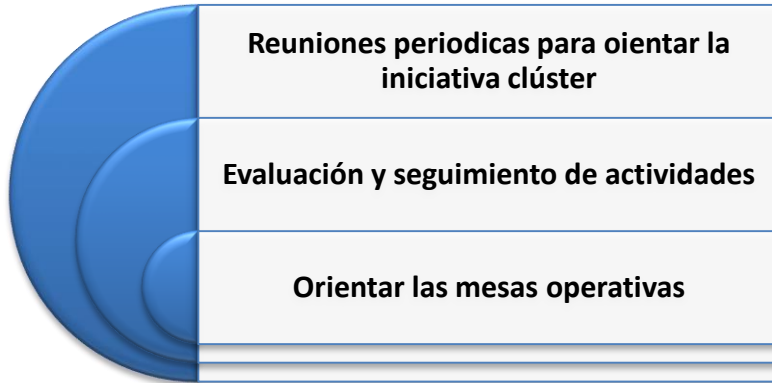 Reuniones periodicas para oientar la
iniciativa clúster
Evaluación y seguimiento de actividades
Orientar las mesas operativas